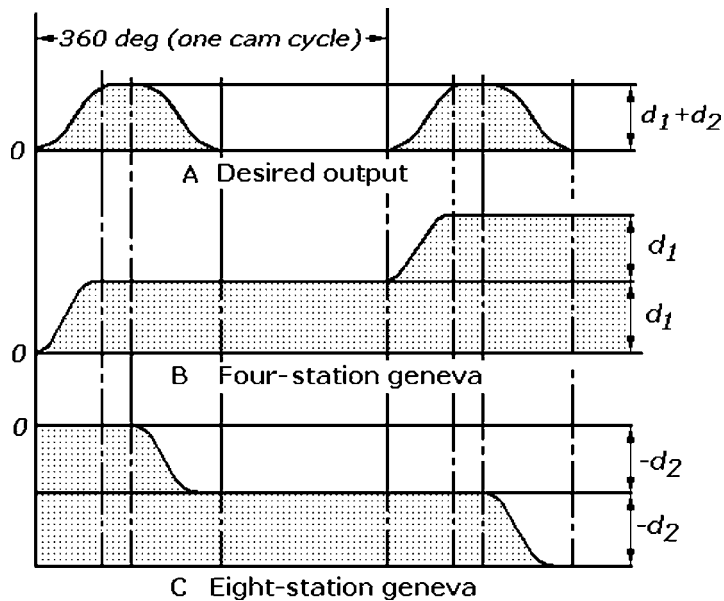 360 deg (one cam cycle)
0
d1+d2
A Desired output
d1
d1
0
B Four-station geneva
0
-d2
-d2
C Eight-station geneva